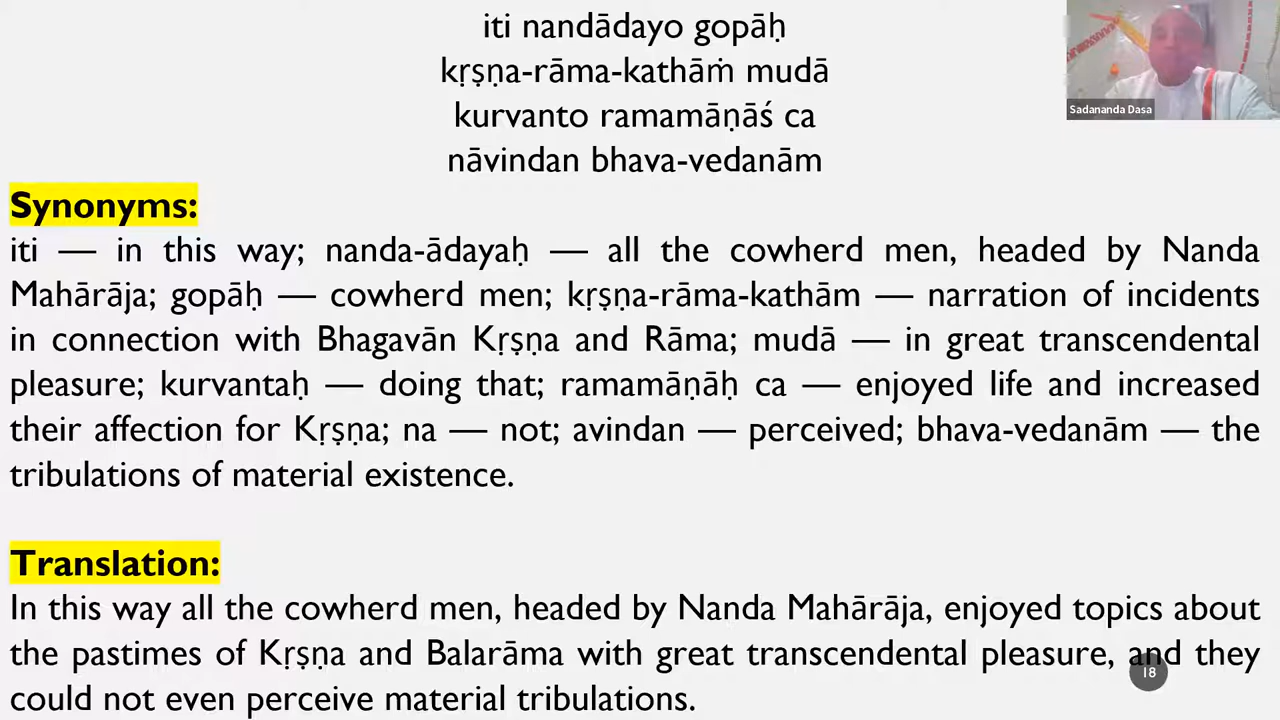 iti nandādayo gopāḥ
kṛṣṇa-rāma-kathāṁ mudā
kurvanto ramamāṇāś ca
nāvindan bhava-vedanām
Sadananda Dasa
Synonyms:
iti — in this way; nanda-ādayaḥ — all the cowherd men, headed by Nanda
Mahārāja; gopāḥ — cowherd men; kṛṣṇa-rāma-kathām — narration of incidents
in connection with Bhagavān Kṛṣṇa and Rāma; mudā — in great transcendental
pleasure; kurvantaḥ — doing that; ramamāṇāḥ ca — enjoyed life and increased
their affection for Kṛṣṇa; na — not; avindan — perceived; bhava-vedanām — the
tribulations of material existence.
Translation:
In this way all the cowherd men, headed by Nanda Mahārāja, enjoyed topics about
the pastimes of Kṛṣṇa and Balarāma with great transcendental pleasure, and they
could not even perceive material tribulations.
18